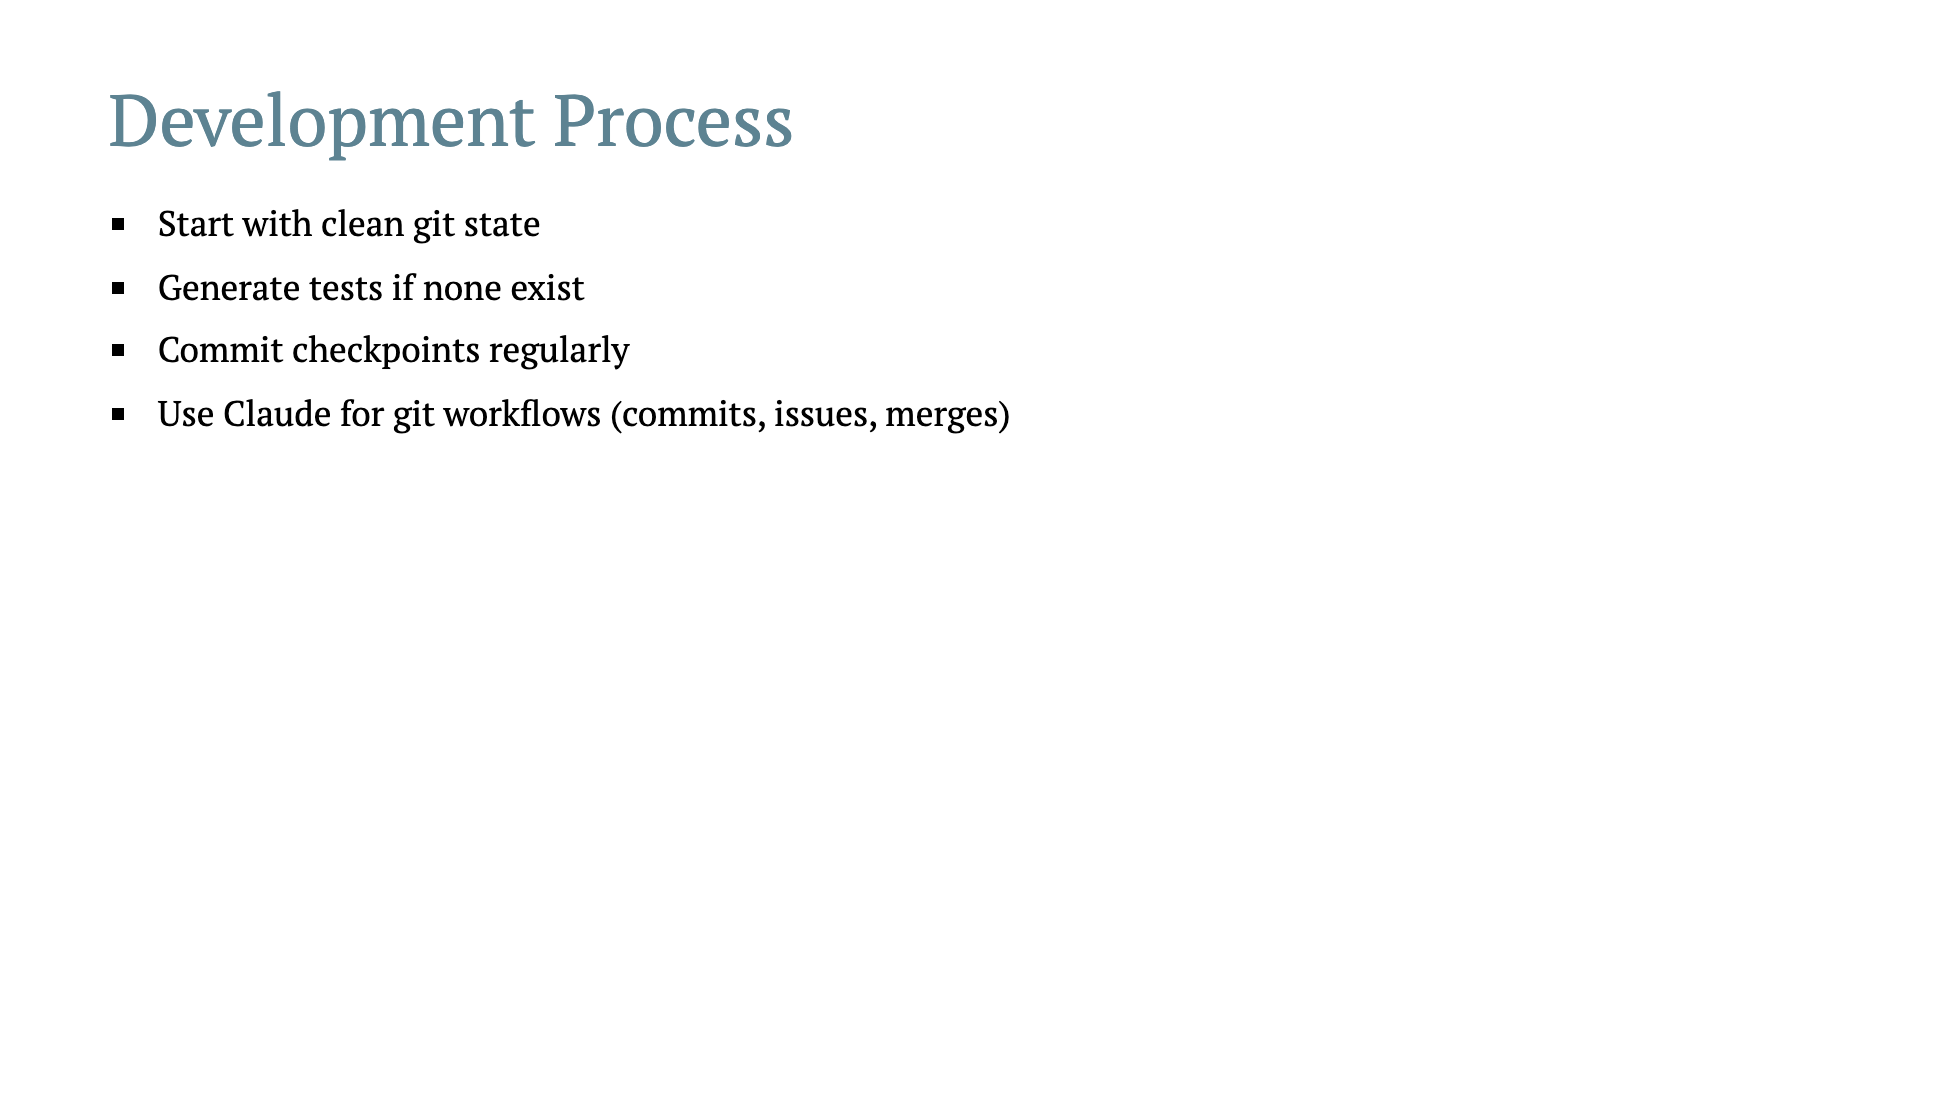 Development Process
▪ Start with clean git state
▪ Generate tests if none exist
▪ Commit checkpoints regularly
▪ Use Claude for git workflows (commits, issues, merges)